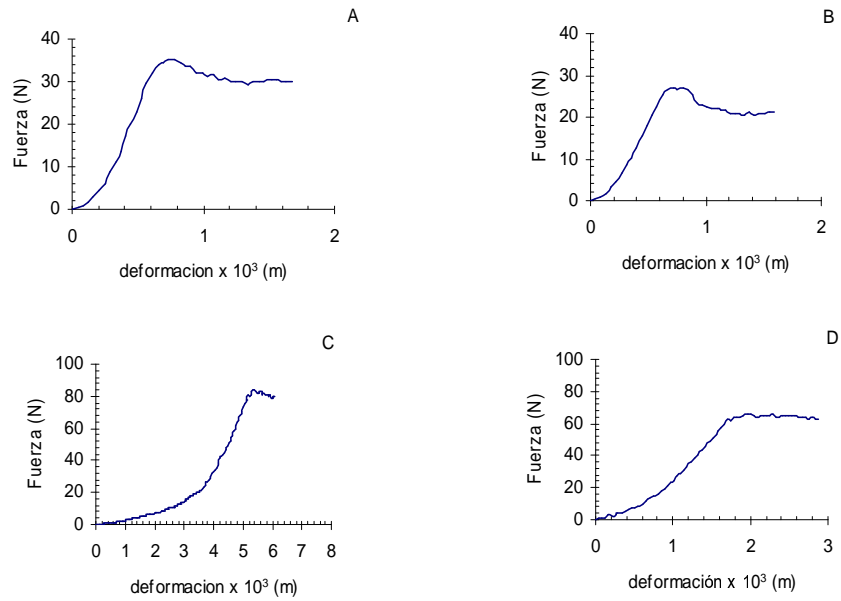 A
40
30
20
10
0
Fuerza (N)
0 1 2
deformacion x 10³ (m)
B
40
30
20
10
0
Fuerza (N)
0 1 2
deformacion x 10³ (m)
C
100
80
60
40
20
0
Fuerza (N)
0 1 2 3 4 5 6 7 8
deformacion x 10³ (m)
D
100
80
60
40
20
0
Fuerza (N)
0 1 2 3
deformación x 10³ (m)